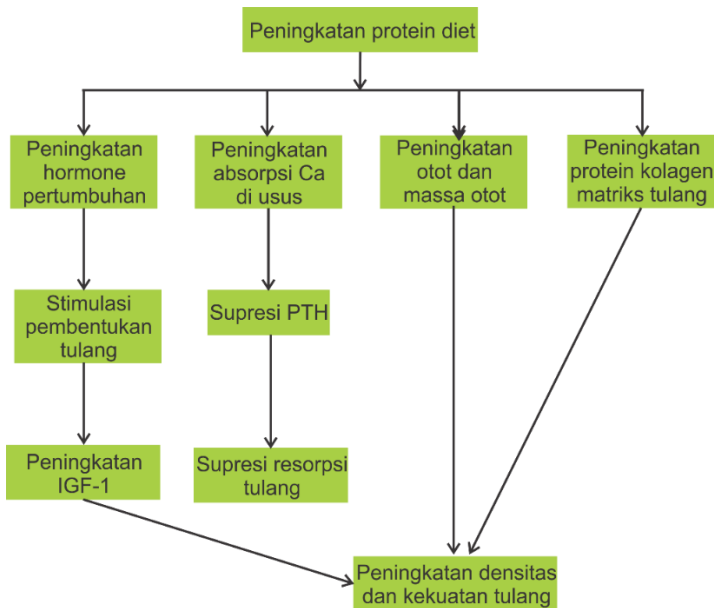 Peningkatan protein diet
Peningkatan
hormone
pertumbuhan
Peningkatan
absorpsi Ca
di usus
Peningkatan
otot dan
massa otot
Peningkatan
protein kolagen
matriks tulang
Stimulasi
pembentukan
tulang
Supresi PTH
Peningkatan
IGF-1
Supresi resorpsi
tulang
Peningkatan densitas
dan kekuatan tulang